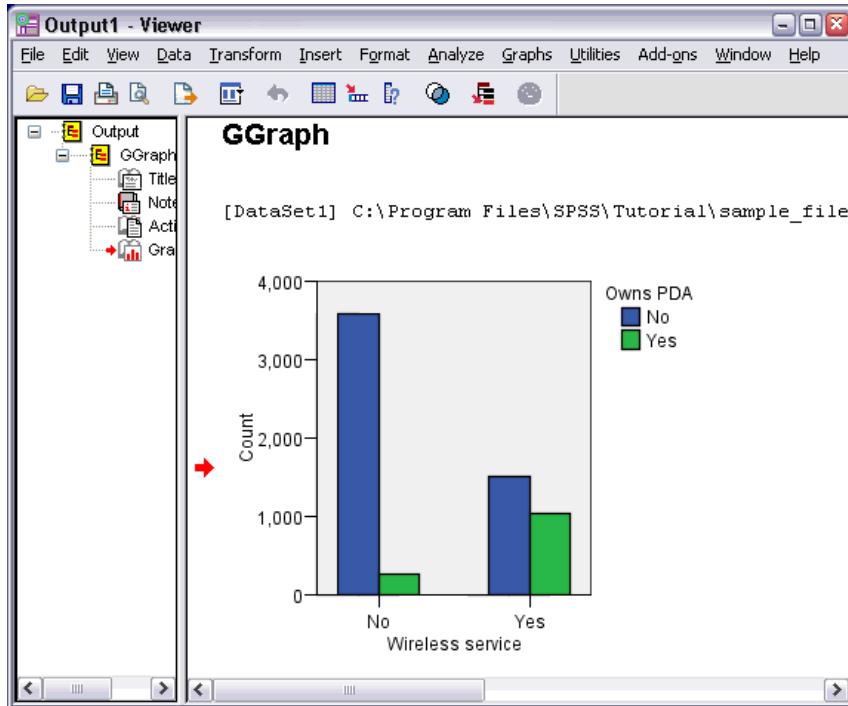 Output1 - Viewer
File Edit View Data Transform Insert Format Analyze Graphs Utilities Add-ons Window Help
Output
GGraph
Title
Note
Acti
Gra
GGraph
[DataSet1] C:\Program Files\SPSS\Tutorial\sample_file
4,000
3,000
2,000
1,000
0
Count
No
Yes
Wireless service
Owns PDA
No
Yes